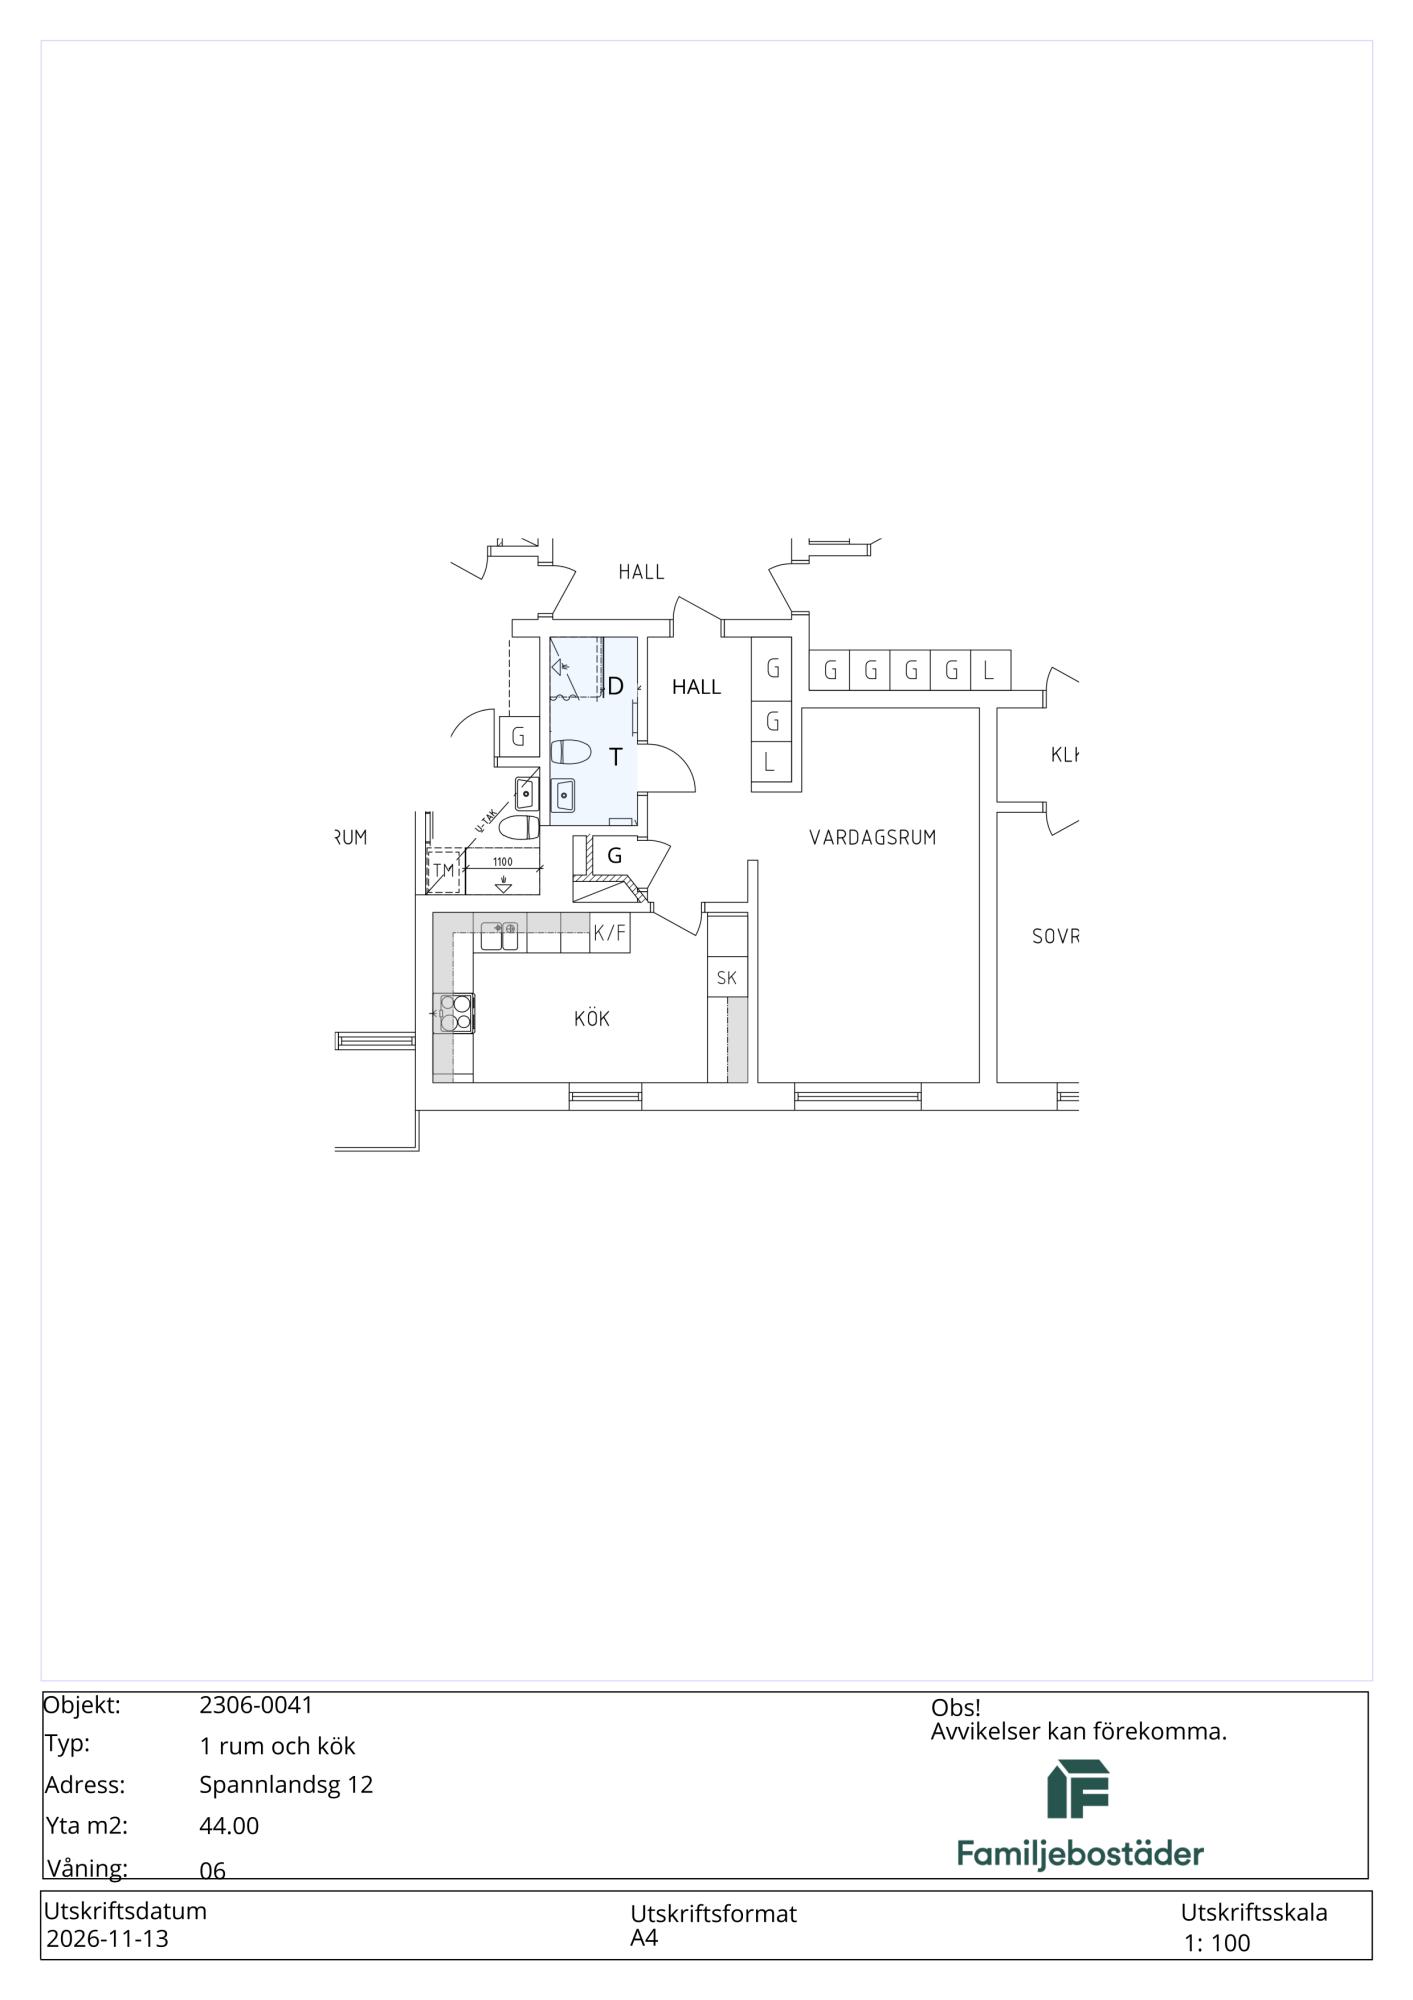 HALL
D
HALL
G
G
G
G
G
G
L
G
T
L
KLK
U-TAK
RUM
VARDAGSRUM
G
1100
TM
K/F
SOVR
SK
KÖK
Objekt: 2306-0041
Typ: 1 rum och kök
Adress: Spannlandsg 12
Yta m2: 44.00
Våning: 06
Obs!
Avvikelser kan förekomma.
Familjebostäder
Utskriftsdatum
2026-11-13
Utskriftsformat
A4
Utskriftsskala
1: 100